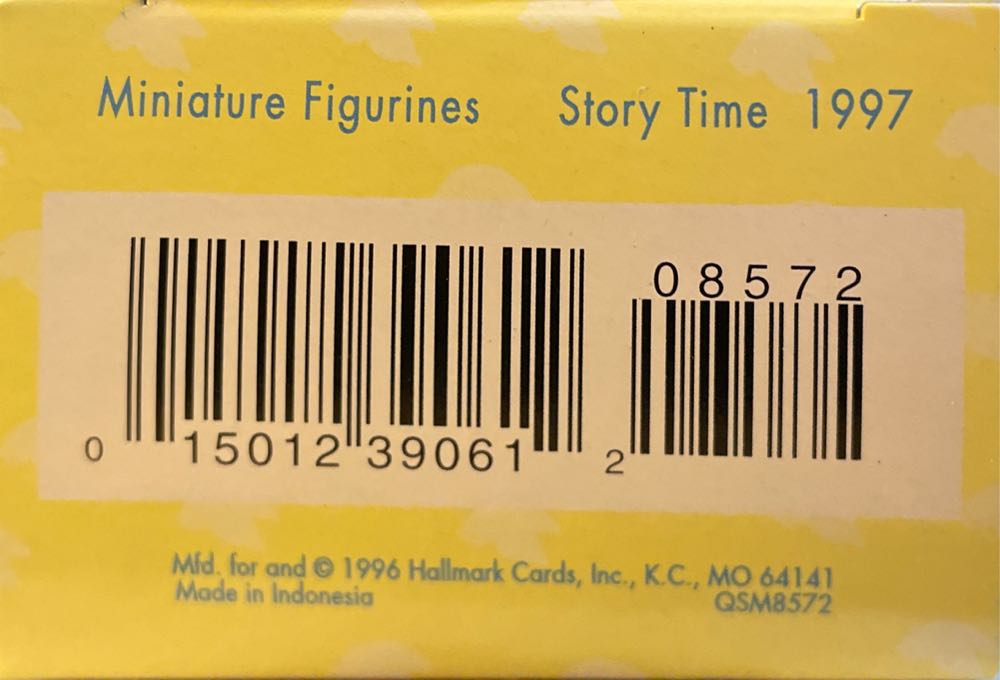 Miniature Figurines Story Time 1997
08572
0 15012 39061 2
Mfd. for and © 1996 Hallmark Cards, Inc., K.C., MO 64141
Made in Indonesia QSM8572